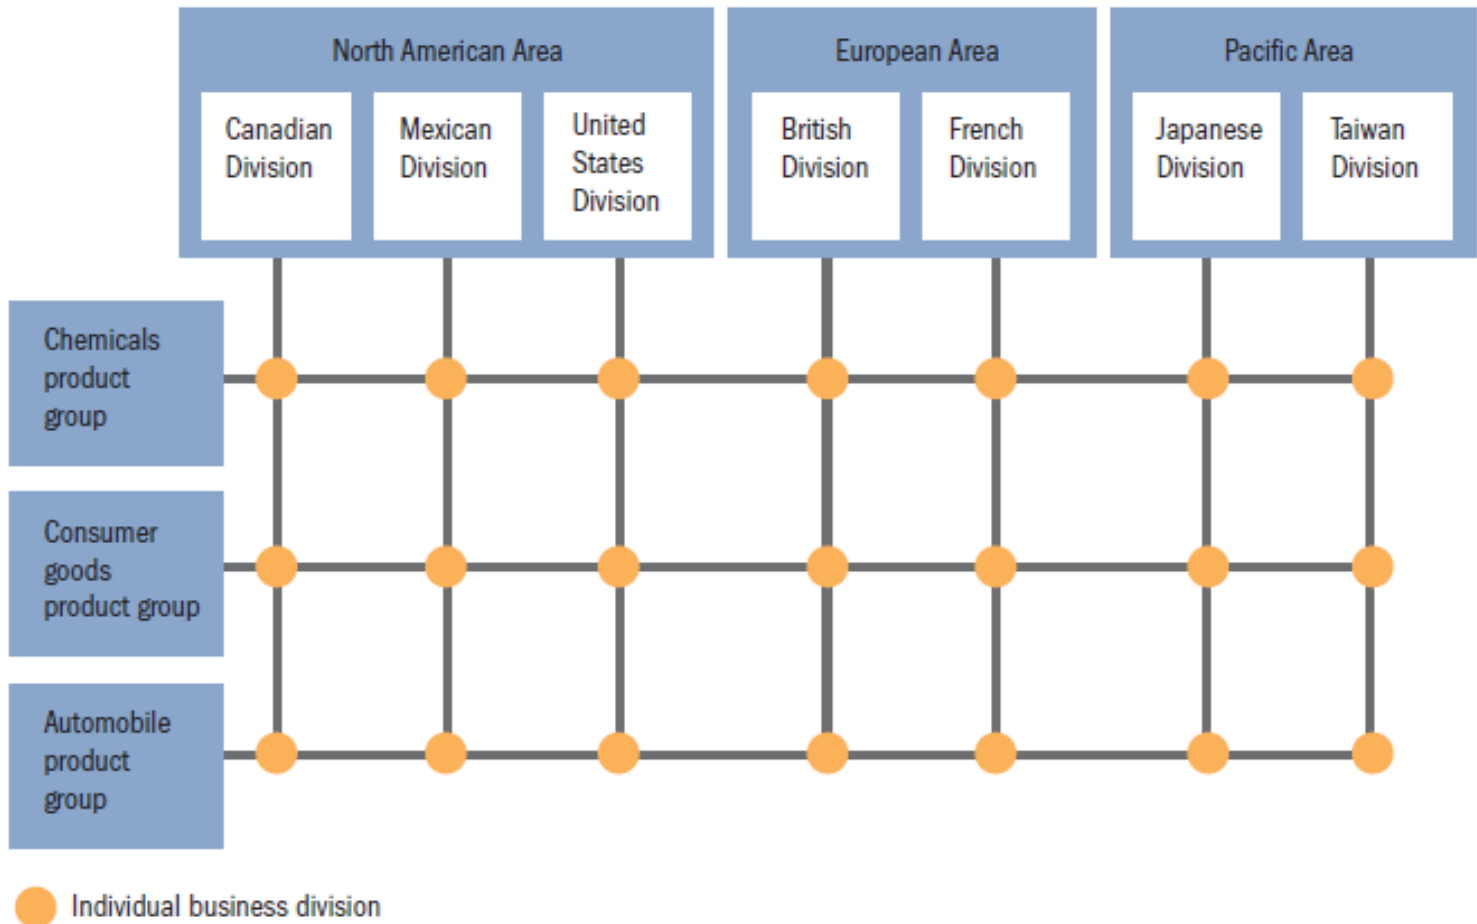 North American Area
Canadian
Division
Mexican
Division
United
States
Division
European Area
British
Division
French
Division
Pacific Area
Japanese
Division
Taiwan
Division
Chemicals
product
group
Consumer
goods
product group
Automobile
product
group
Individual business division